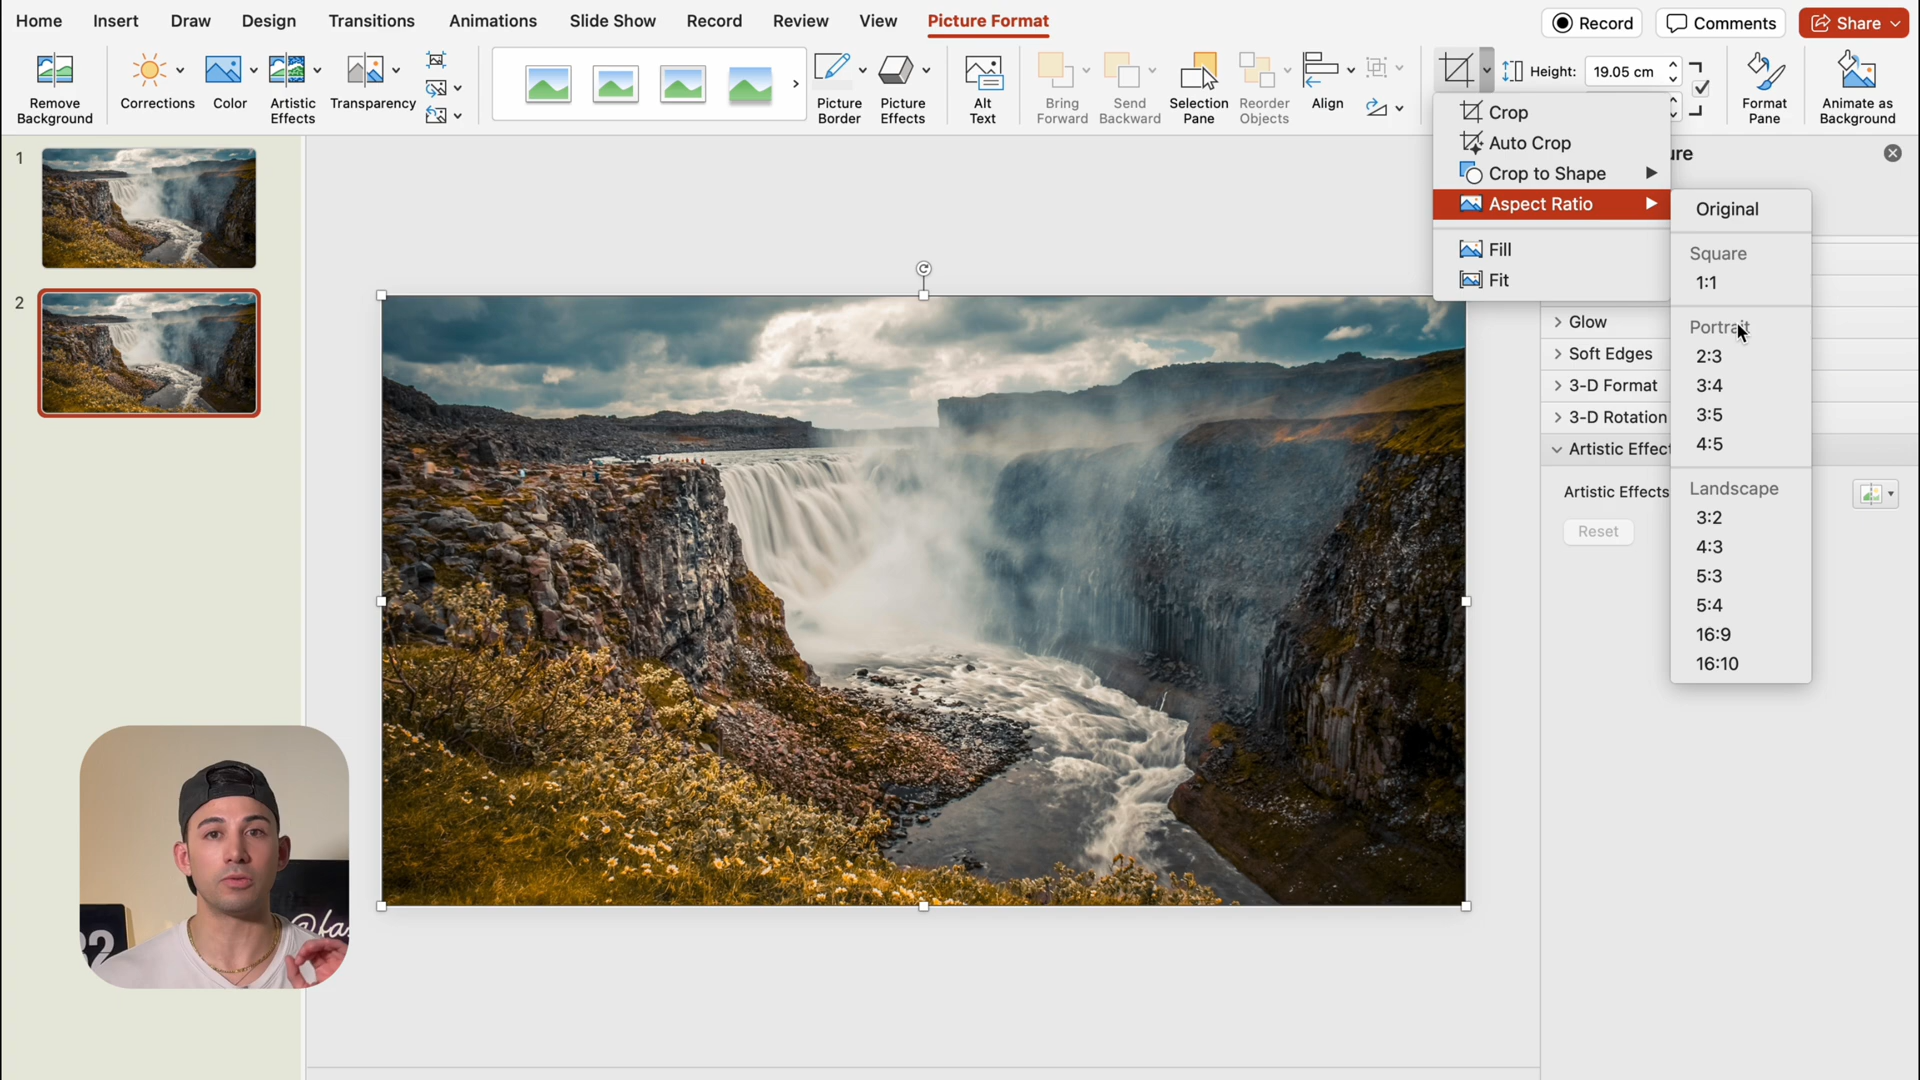 Home Insert Draw Design Transitions Animations Slide Show Record Review View Picture Format Record Comments Share
Remove Background
Corrections
Color
Artistic Effects
Transparency
Picture Border
Picture Effects
Alt Text
Bring Forward
Send Backward
Selection Pane
Reorder Objects
Align
Height: 19.05 cm
Format Pane
Animate as Background
Crop
Auto Crop
Crop to Shape
Aspect Ratio
Fill
Fit
Original
Square
1:1
Portrait
2:3
3:4
3:5
4:5
Landscape
3:2
4:3
5:3
5:4
16:9
16:10
ure
Glow
Soft Edges
3-D Format
3-D Rotation
Artistic Effect
Artistic Effects
Reset
1
2
@fa